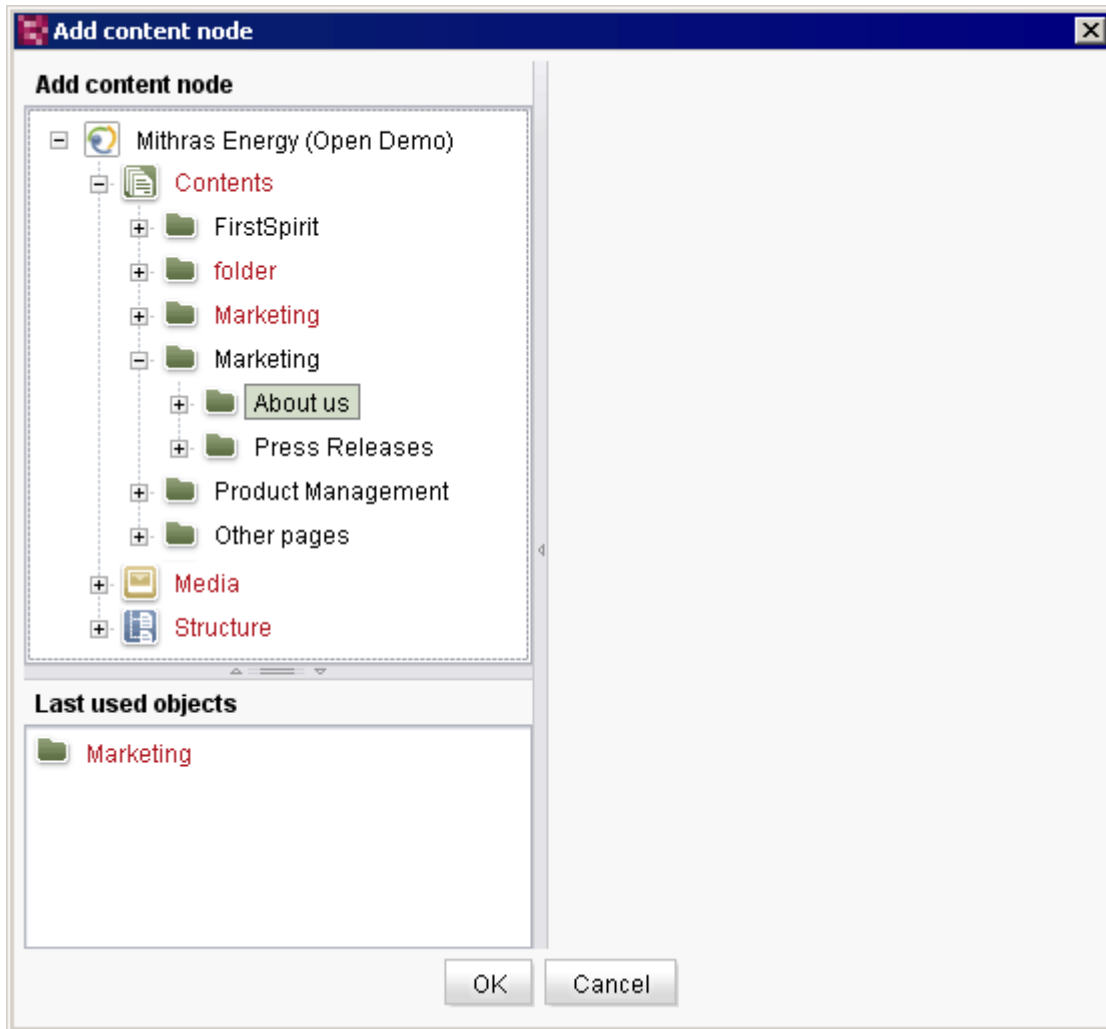 Add content node
Add content node
Mithras Energy (Open Demo)
Contents
FirstSpirit
folder
Marketing
Marketing
About us
Press Releases
Product Management
Other pages
Media
Structure
Last used objects
Marketing
OK
Cancel